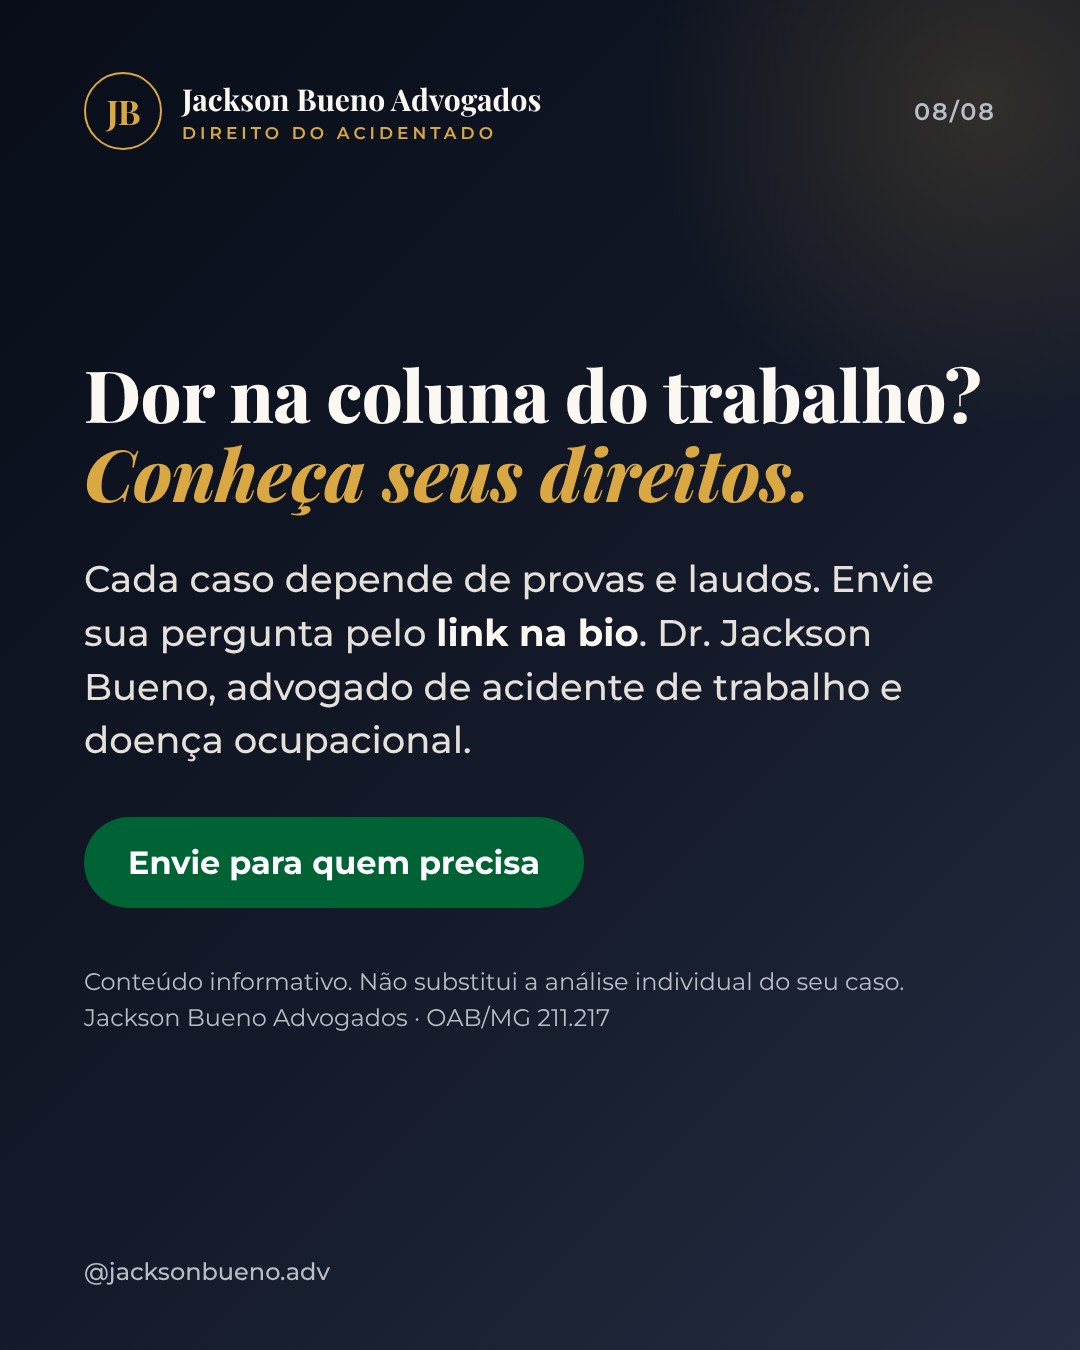 JB
Jackson Bueno Advogados
DIREITO DO ACIDENTADO
08/08
Dor na coluna do trabalho?
Conheça seus direitos.
Cada caso depende de provas e laudos. Envie
sua pergunta pelo link na bio. Dr. Jackson
Bueno, advogado de acidente de trabalho e
doença ocupacional.
Envie para quem precisa
Conteúdo informativo. Não substitui a análise individual do seu caso.
Jackson Bueno Advogados · OAB/MG 211.217
@jacksonbueno.adv